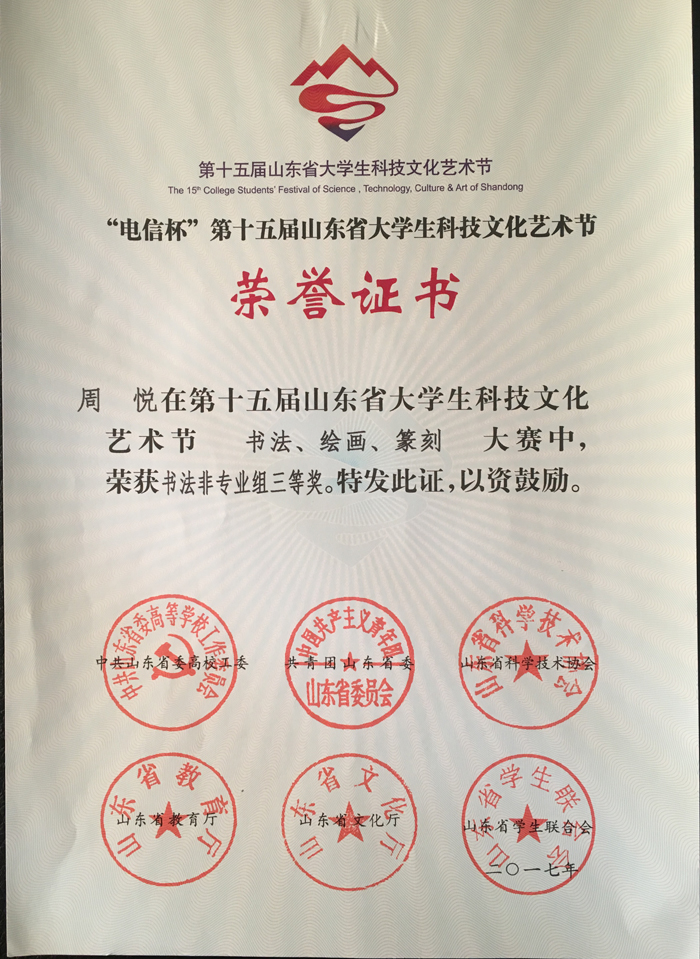 第十五届山东省大学生科技文化艺术节
The 15th College Students' Festival of Science , Technology, Culture & Art of Shandong
“电信杯”第十五届山东省大学生科技文化艺术节
荣誉证书
周 悦在第十五届山东省大学生科技文化
艺术节 书法、绘画、篆刻 大赛中，
荣获书法非专业组三等奖。特发此证，以资鼓励。
中共山东省委高等学校工作委员会
中共山东省委高校工委
中国共产主义青年团
共青团山东省委
山东省委员会
山东省科学技术协会
山东省科学技术协会
山东省教育厅
山东省教育厅
山东省文化厅
山东省文化厅
山东省学生联合会
山东省学生联合会
二〇一七年